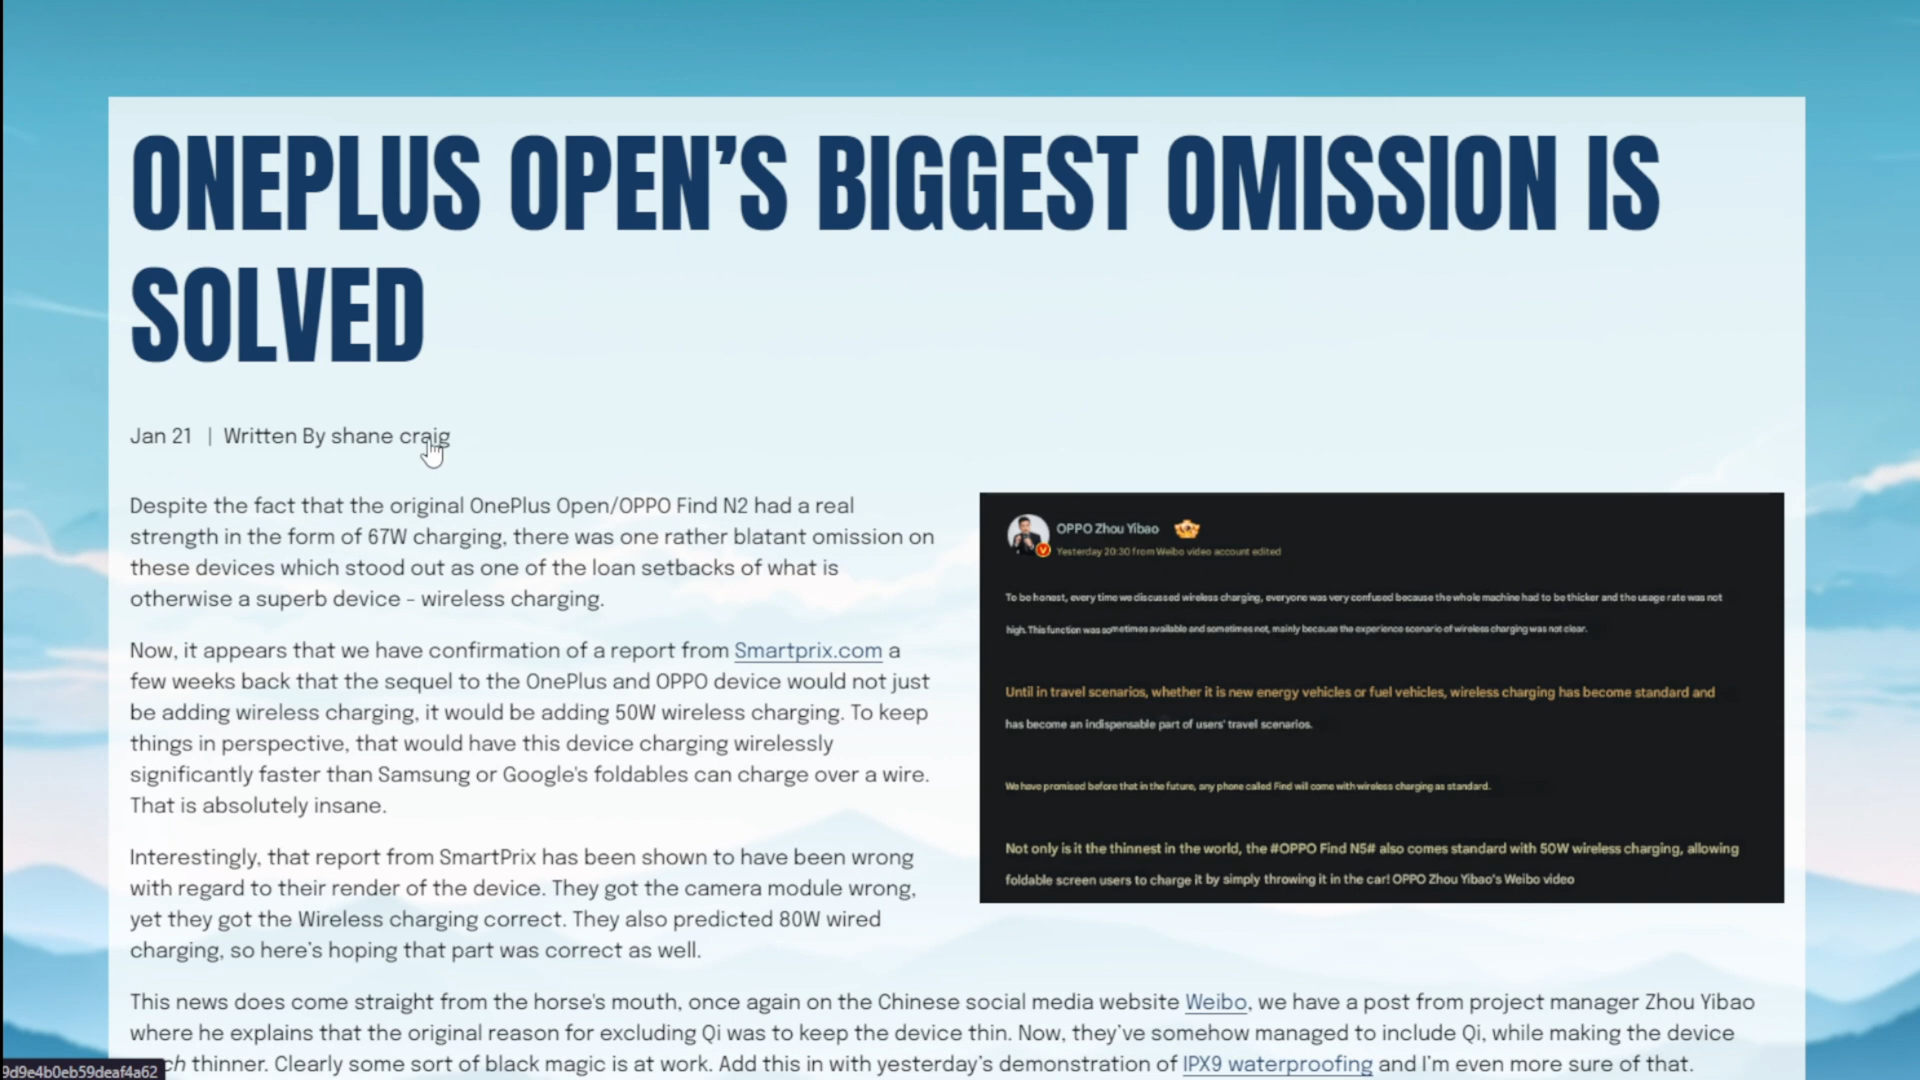 ONEPLUS OPEN’S BIGGEST OMISSION IS
SOLVED
Jan 21 | Written By shane craig
Despite the fact that the original OnePlus Open/OPPO Find N2 had a real
strength in the form of 67W charging, there was one rather blatant omission on
these devices which stood out as one of the loan setbacks of what is
otherwise a superb device – wireless charging.
Now, it appears that we have confirmation of a report from Smartprix.com a
few weeks back that the sequel to the OnePlus and OPPO device would not just
be adding wireless charging, it would be adding 50W wireless charging. To keep
things in perspective, that would have this device charging wirelessly
significantly faster than Samsung or Google's foldables can charge over a wire.
That is absolutely insane.
Interestingly, that report from SmartPrix has been shown to have been wrong
with regard to their render of the device. They got the camera module wrong,
yet they got the Wireless charging correct. They also predicted 80W wired
charging, so here’s hoping that part was correct as well.
OPPO Zhou Yibao
Yesterday 20:30 from Weibo video account edited
To be honest, every time we discussed wireless charging, everyone was very confused because the whole machine had to be thicker and the usage rate was not
high. This function was sometimes available and sometimes not, mainly because the experience scenario of wireless charging was not clear.
Until in travel scenarios, whether it is new energy vehicles or fuel vehicles, wireless charging has become standard and
has become an indispensable part of users' travel scenarios.
We have promised before that in the future, any phone called Find will come with wireless charging as standard.
Not only is it the thinnest in the world, the #OPPO Find N5# also comes standard with 50W wireless charging, allowing
foldable screen users to charge it by simply throwing it in the car! OPPO Zhou Yibao's Weibo video
This news does come straight from the horse's mouth, once again on the Chinese social media website Weibo, we have a post from project manager Zhou Yibao
where he explains that the original reason for excluding Qi was to keep the device thin. Now, they’ve somehow managed to include Qi, while making the device
ch thinner. Clearly some sort of black magic is at work. Add this in with yesterday’s demonstration of IPX9 waterproofing and I’m even more sure of that.
9d9e4b0eb59deaf4a62